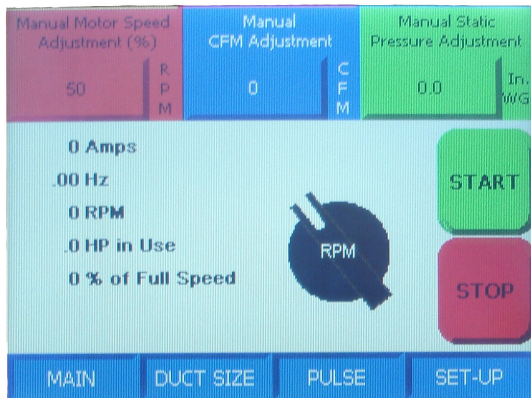 Manual Motor Speed
Adjustment (%)
50
RPM
Manual
CFM Adjustment
0
CFM
Manual Static
Pressure Adjustment
0.0
In.
WG
0 Amps
.00 Hz
0 RPM
.0 HP in Use
0 % of Full Speed
RPM
START
STOP
MAIN
DUCT SIZE
PULSE
SET-UP